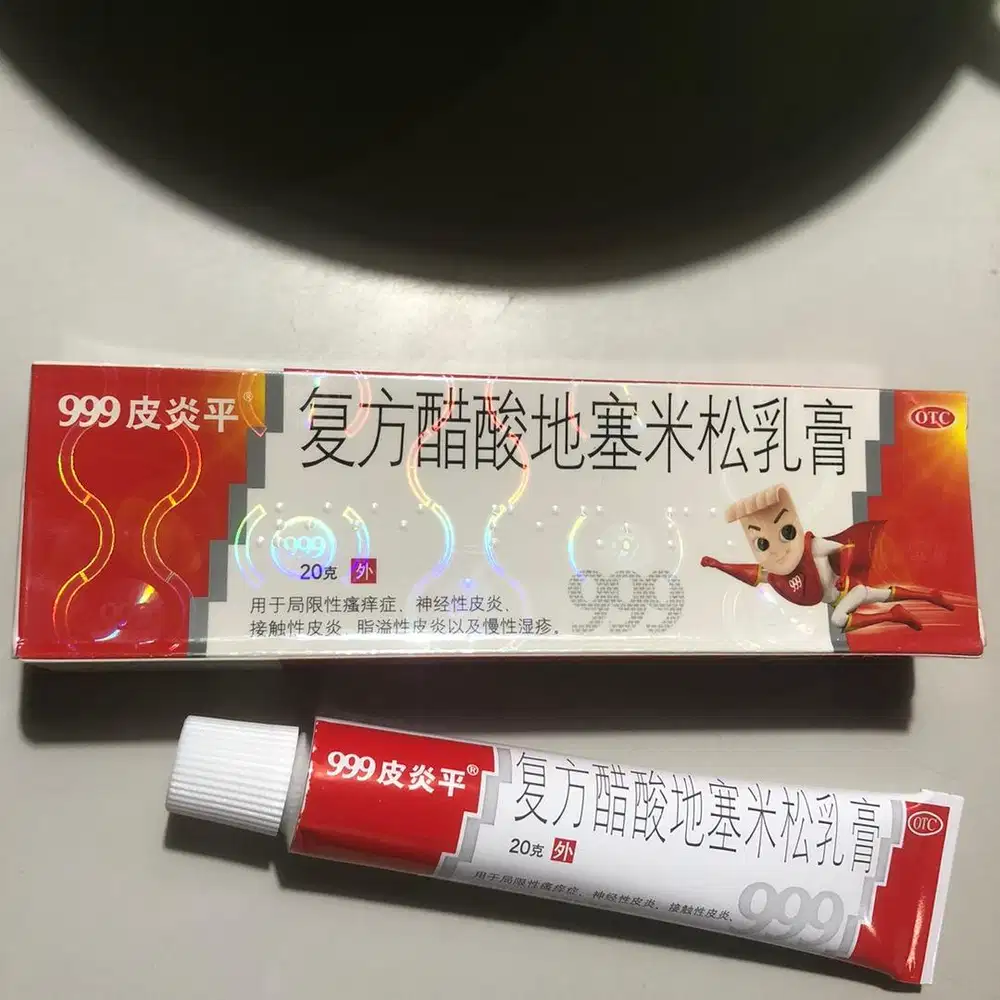 999皮炎平®
复方醋酸地塞米松乳膏
OTC
999
20克 外
用于局限性瘙痒症、神经性皮炎、
接触性皮炎、脂溢性皮炎以及慢性湿疹。
999
999
999皮炎平®
复方醋酸地塞米松乳膏
OTC
20克 外
用于局限性瘙痒症、神经性皮炎、接触性皮炎、
999